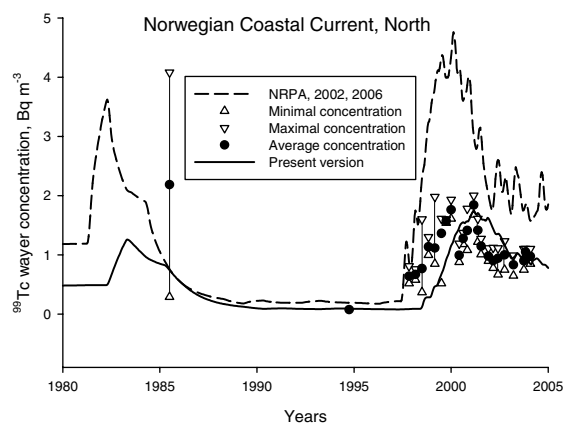 Norwegian Coastal Current, North
5
4
3
2
1
0
⁹⁹Tc wayer concentration, Bq m⁻³
NRPA, 2002, 2006
Minimal concentration
Maximal concentration
Average concentration
Present version
1980 1985 1990 1995 2000 2005
Years